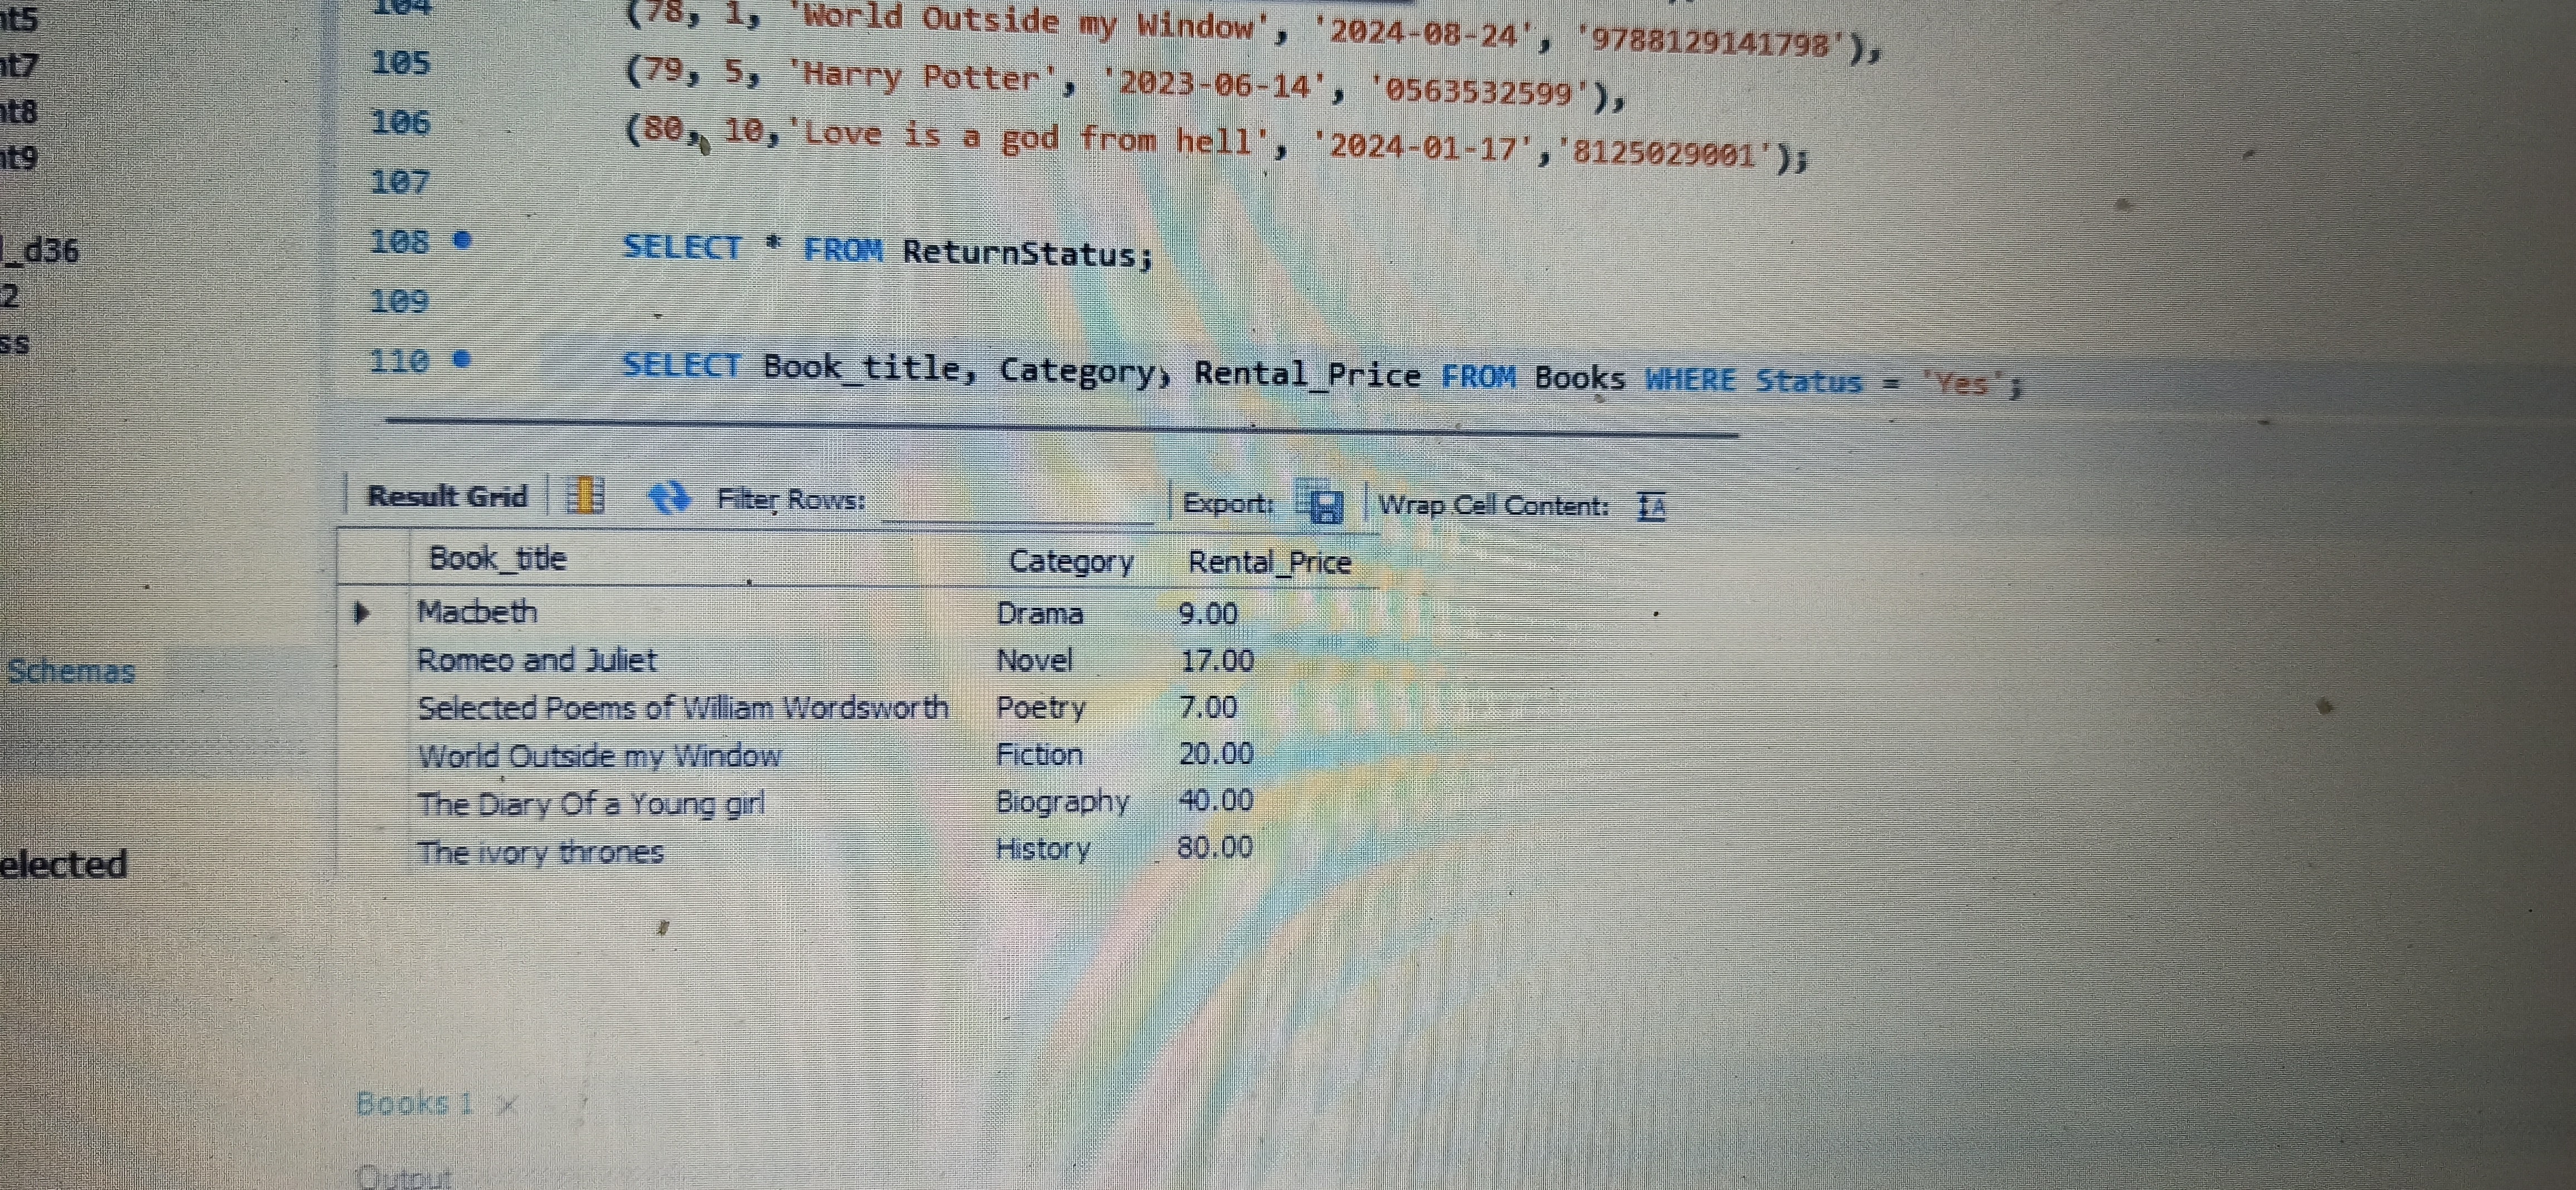 nt5
nt7
nt8
nt9
_d36
2
ss
Schemas
elected
104 (78, 1, 'World Outside my Window', '2024-08-24', '9788129141798'),
105 (79, 5, 'Harry Potter', '2023-06-14', '0563532599'),
106 (80, 10,'Love is a god from hell', '2024-01-17','8125029001');
107
108 SELECT * FROM ReturnStatus;
109
110 SELECT Book_title, Category, Rental_Price FROM Books WHERE Status = 'Yes';
Result Grid Filter Rows: Export: Wrap Cell Content: IA
Book_title Category Rental_Price
Macbeth Drama 9.00
Romeo and Juliet Novel 17.00
Selected Poems of William Wordsworth Poetry 7.00
World Outside my Window Fiction 20.00
The Diary Of a Young girl Biography 40.00
The ivory thrones History 80.00
Books 1 ×
Output